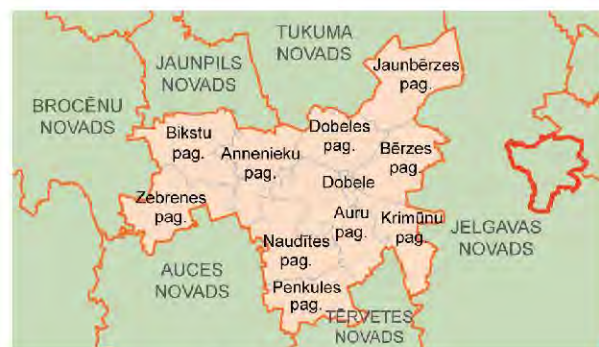 TUKUMA
NOVADS
JAUNPILS
NOVADS
Jaunbērzes
pag.
BROCĒNU
NOVADS
Bikstu
pag.
Dobeles
pag.
Annenieku
pag.
Bērzes
pag.
Dobele
Zebrenes
pag.
Auru
pag.
Krimūnu
pag.
JELGAVAS
NOVADS
Naudītes
pag.
AUCES
NOVADS
Penkules
pag.
TĒRVETES
NOVADS